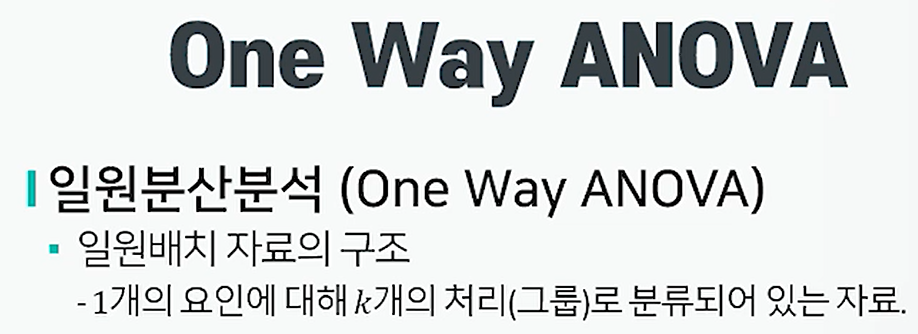 One Way ANOVA
일원분산분석 (One Way ANOVA)
▪ 일원배치 자료의 구조
- 1개의 요인에 대해 k개의 처리(그룹)로 분류되어 있는 자료.